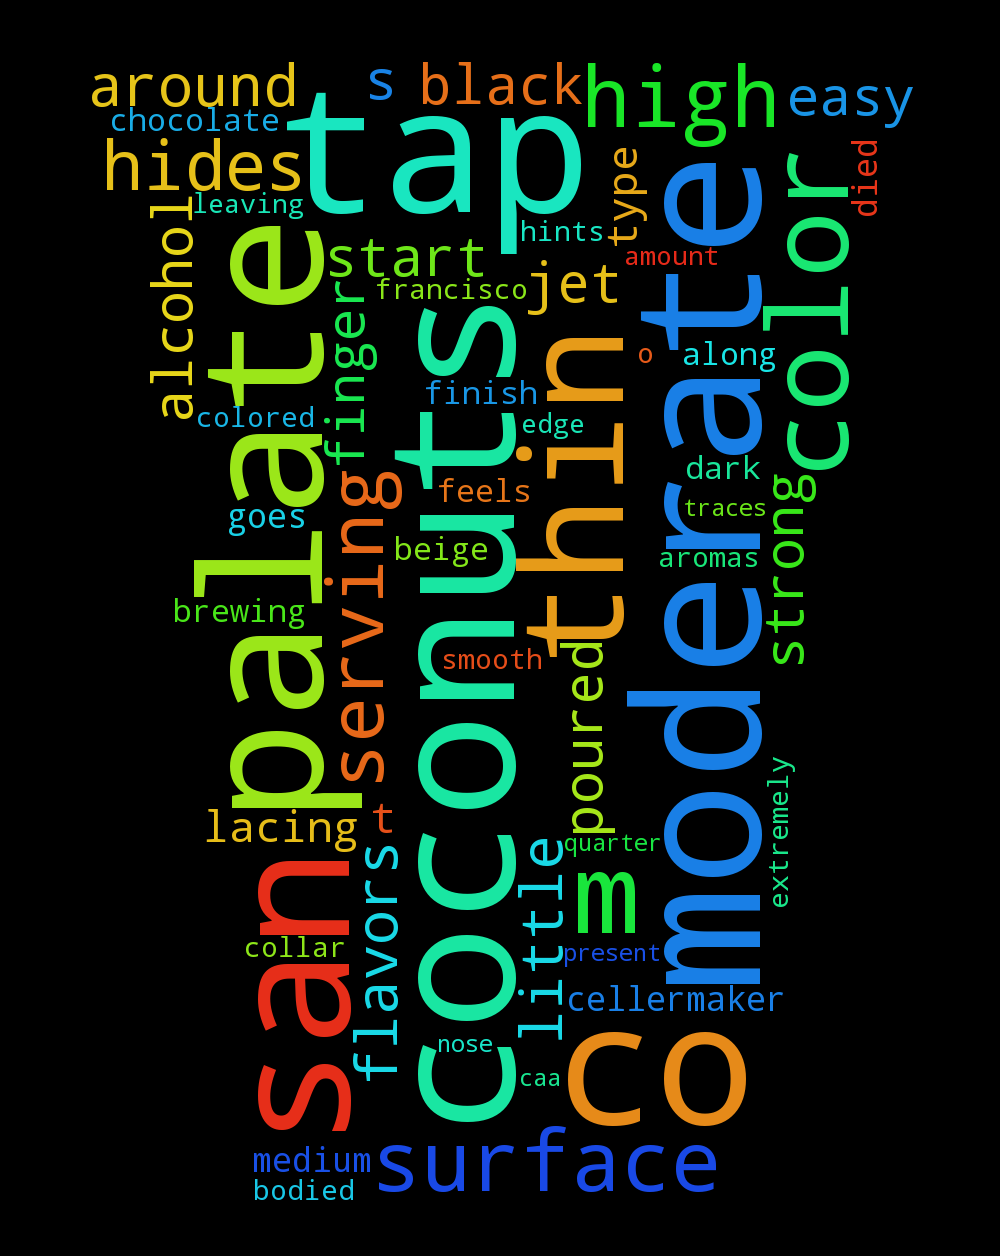 around
s
black
high
easy
chocolate
tap
hides
type
moderate
color
died
leaving
alcohol
palate
hints
start
amount
francisco
jet
finger
coconuts
thin
o
along
finish
colored
edge
dark
feels
serving
traces
strong
goes
beige
aromas
brewing
smooth
poured
extremely
lacing
t
flavors
little
quarter
m
san
collar
present
cellermaker
nose
caa
co
surface
medium
bodied